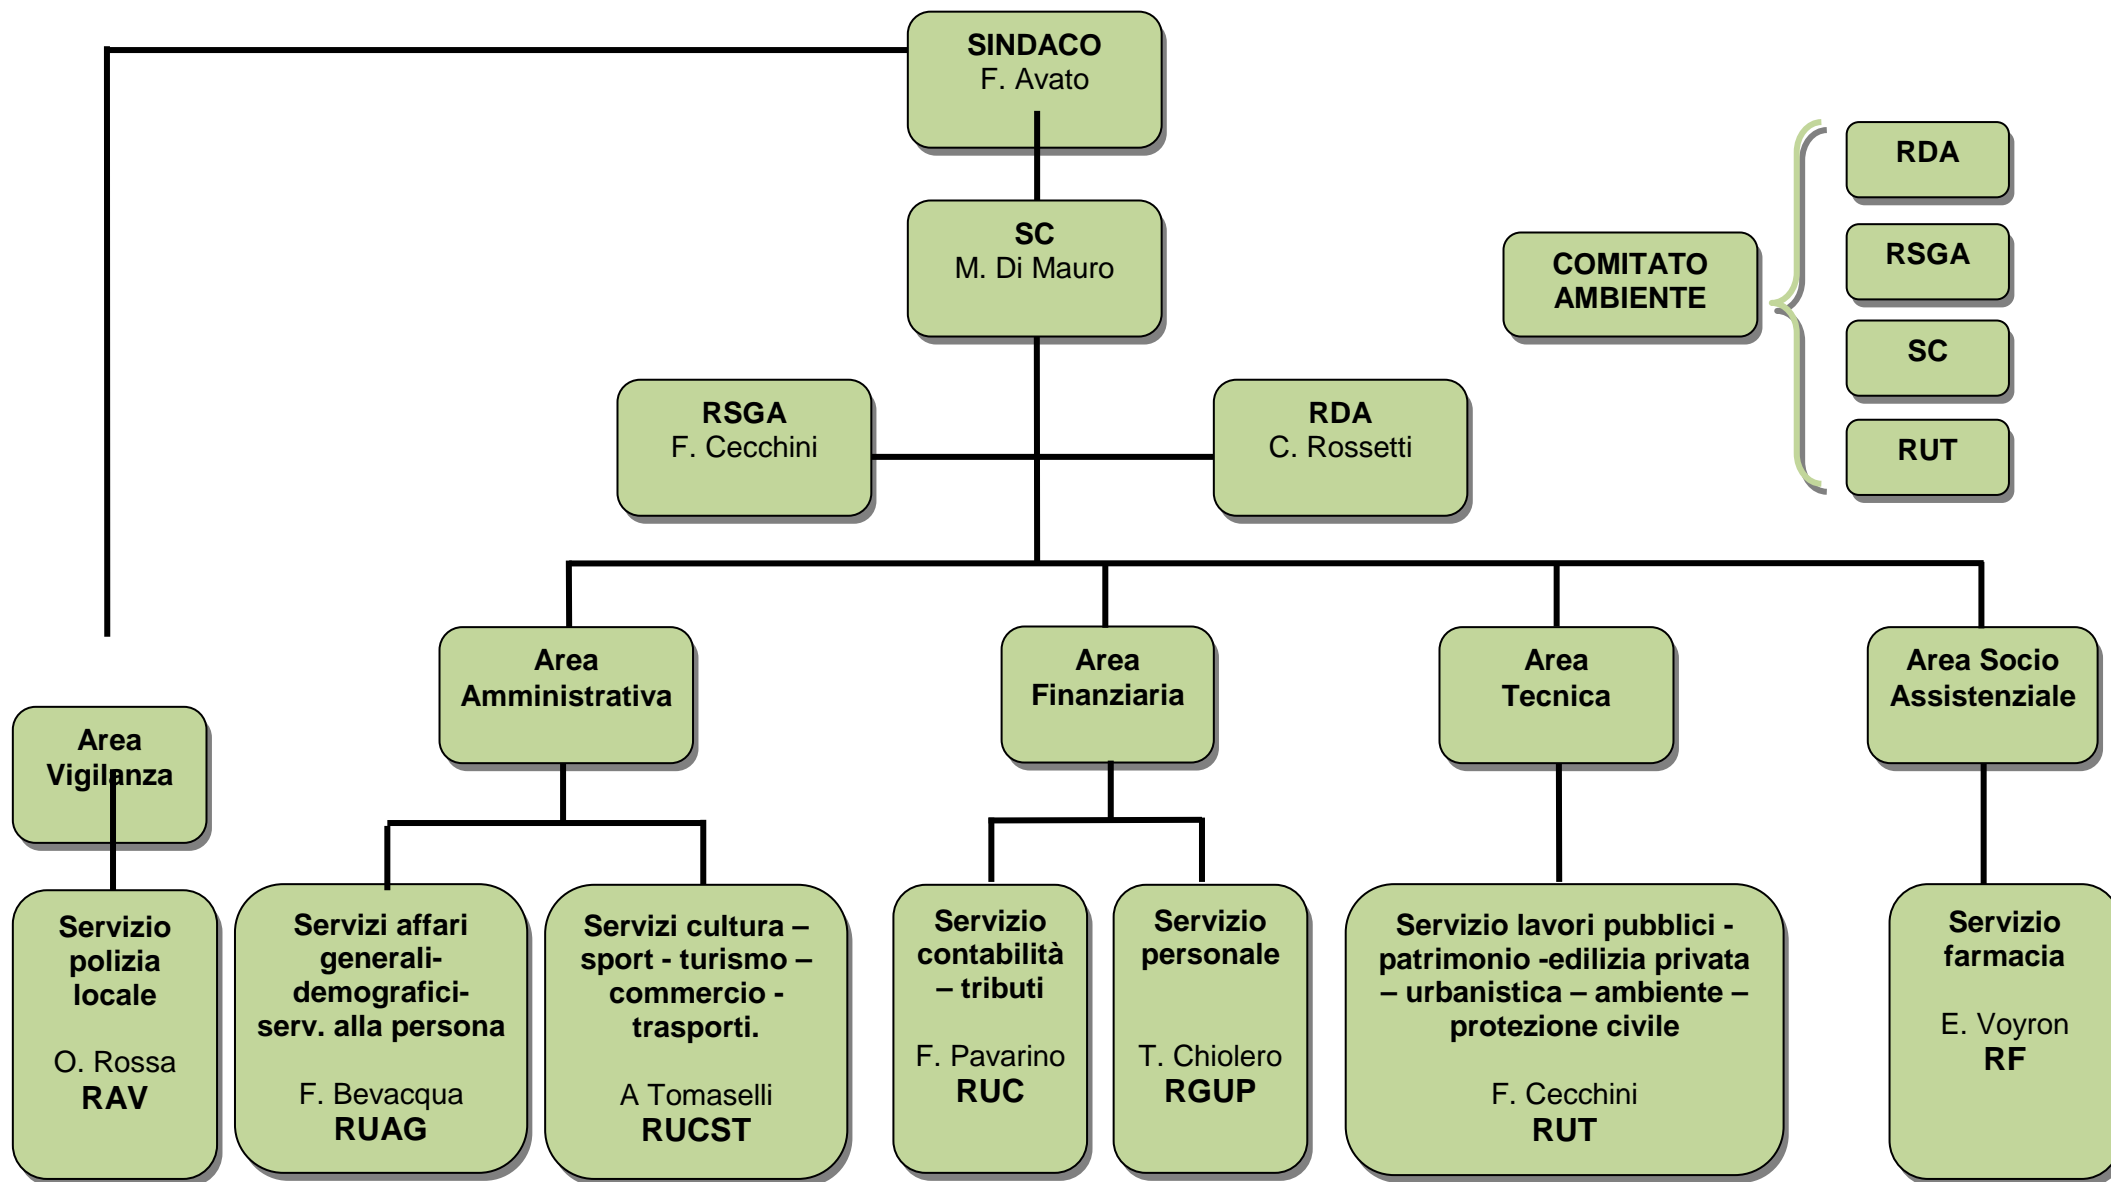 SINDACO
F. Avato
SC
M. Di Mauro
RSGA
F. Cecchini
RDA
C. Rossetti
COMITATO
AMBIENTE
RDA
RSGA
SC
RUT
Area
Vigilanza
Area
Amministrativa
Area
Finanziaria
Area
Tecnica
Area Socio
Assistenziale
Servizio
polizia
locale
O. Rossa
RAV
Servizi affari
generali-
demografici-
serv. alla persona
F. Bevacqua
RUAG
Servizi cultura –
sport - turismo –
commercio -
trasporti.
A Tomaselli
RUCST
Servizio
contabilità
– tributi
F. Pavarino
RUC
Servizio
personale
T. Chiolero
RGUP
Servizio lavori pubblici -
patrimonio -edilizia privata
– urbanistica – ambiente –
protezione civile
F. Cecchini
RUT
Servizio
farmacia
E. Voyron
RF